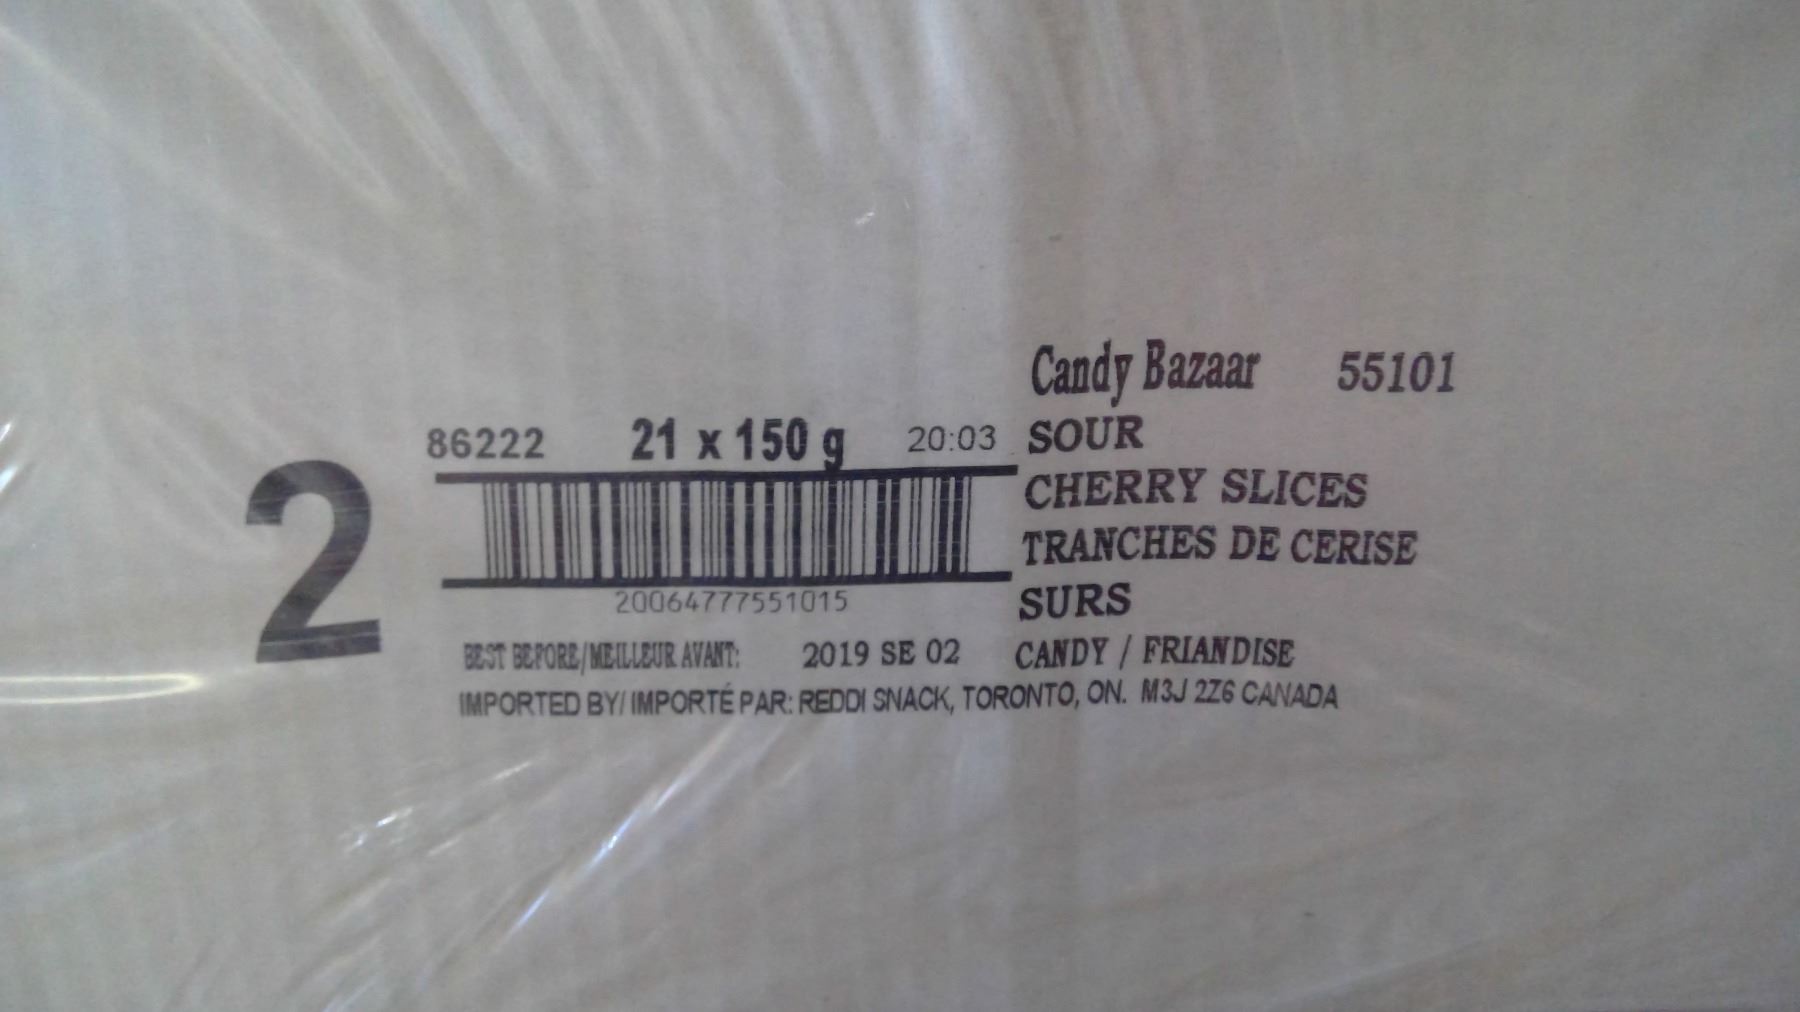 Candy Bazaar 55101
86222 21 x 150 g 20:03 SOUR
2
CHERRY SLICES
TRANCHES DE CERISE
20064777551015 SURS
BEST BEFORE/MEILLEUR AVANT: 2019 SE 02 CANDY / FRIANDISE
IMPORTED BY/ IMPORTÉ PAR: REDDI SNACK, TORONTO, ON. M3J 2Z6 CANADA